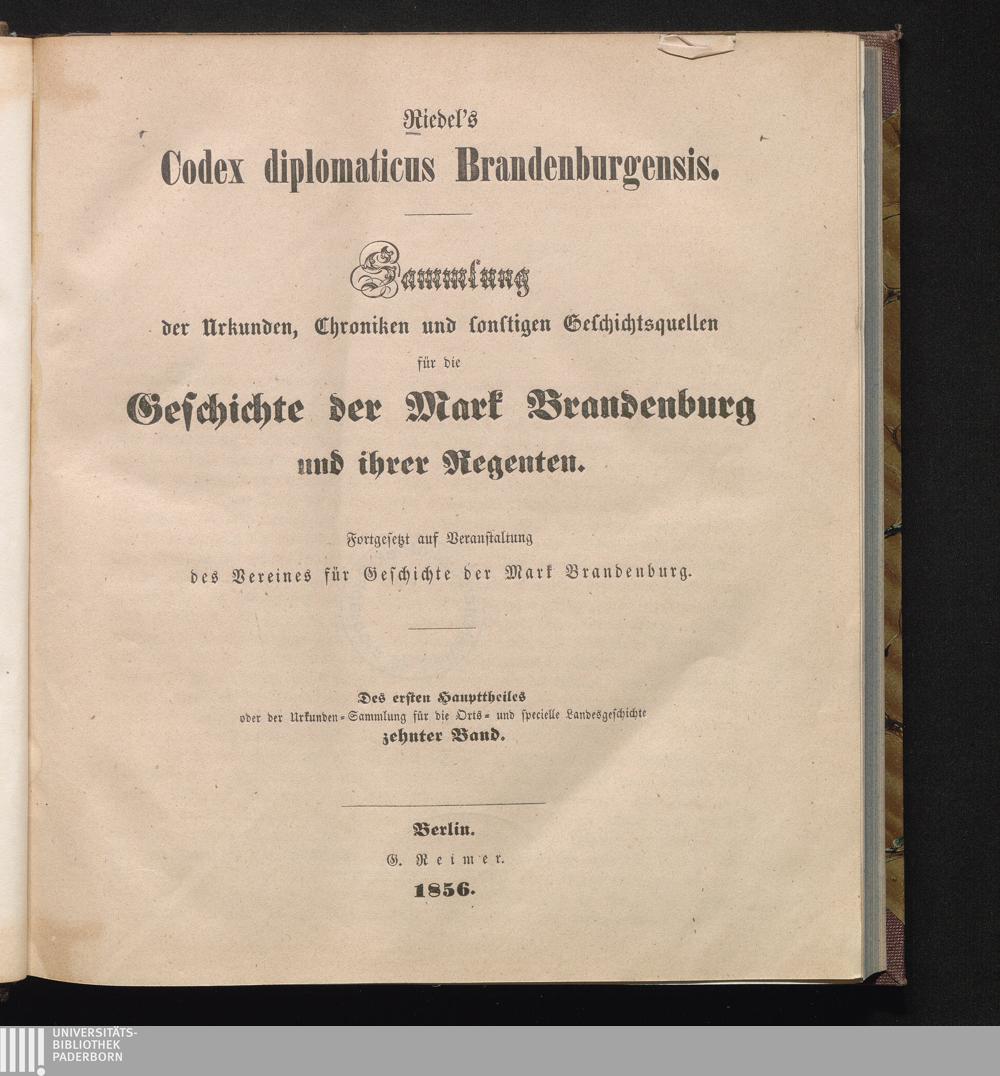 Riedel's
Codex diplomaticus Brandenburgensis.
Sammlung
der Urkunden, Chroniken und sonstigen Geschichtsquellen
für die
Geschichte der Mark Brandenburg
und ihrer Regenten.
Fortgesetzt auf Veranstaltung
des Vereines für Geschichte der Mark Brandenburg.
Des ersten Haupttheiles
oder der Urkunden-Sammlung für die Orts- und specielle Landesgeschichte
zehnter Band.
Berlin.
G. Reimer.
1856.
UNIVERSITÄTS-
BIBLIOTHEK
PADERBORN